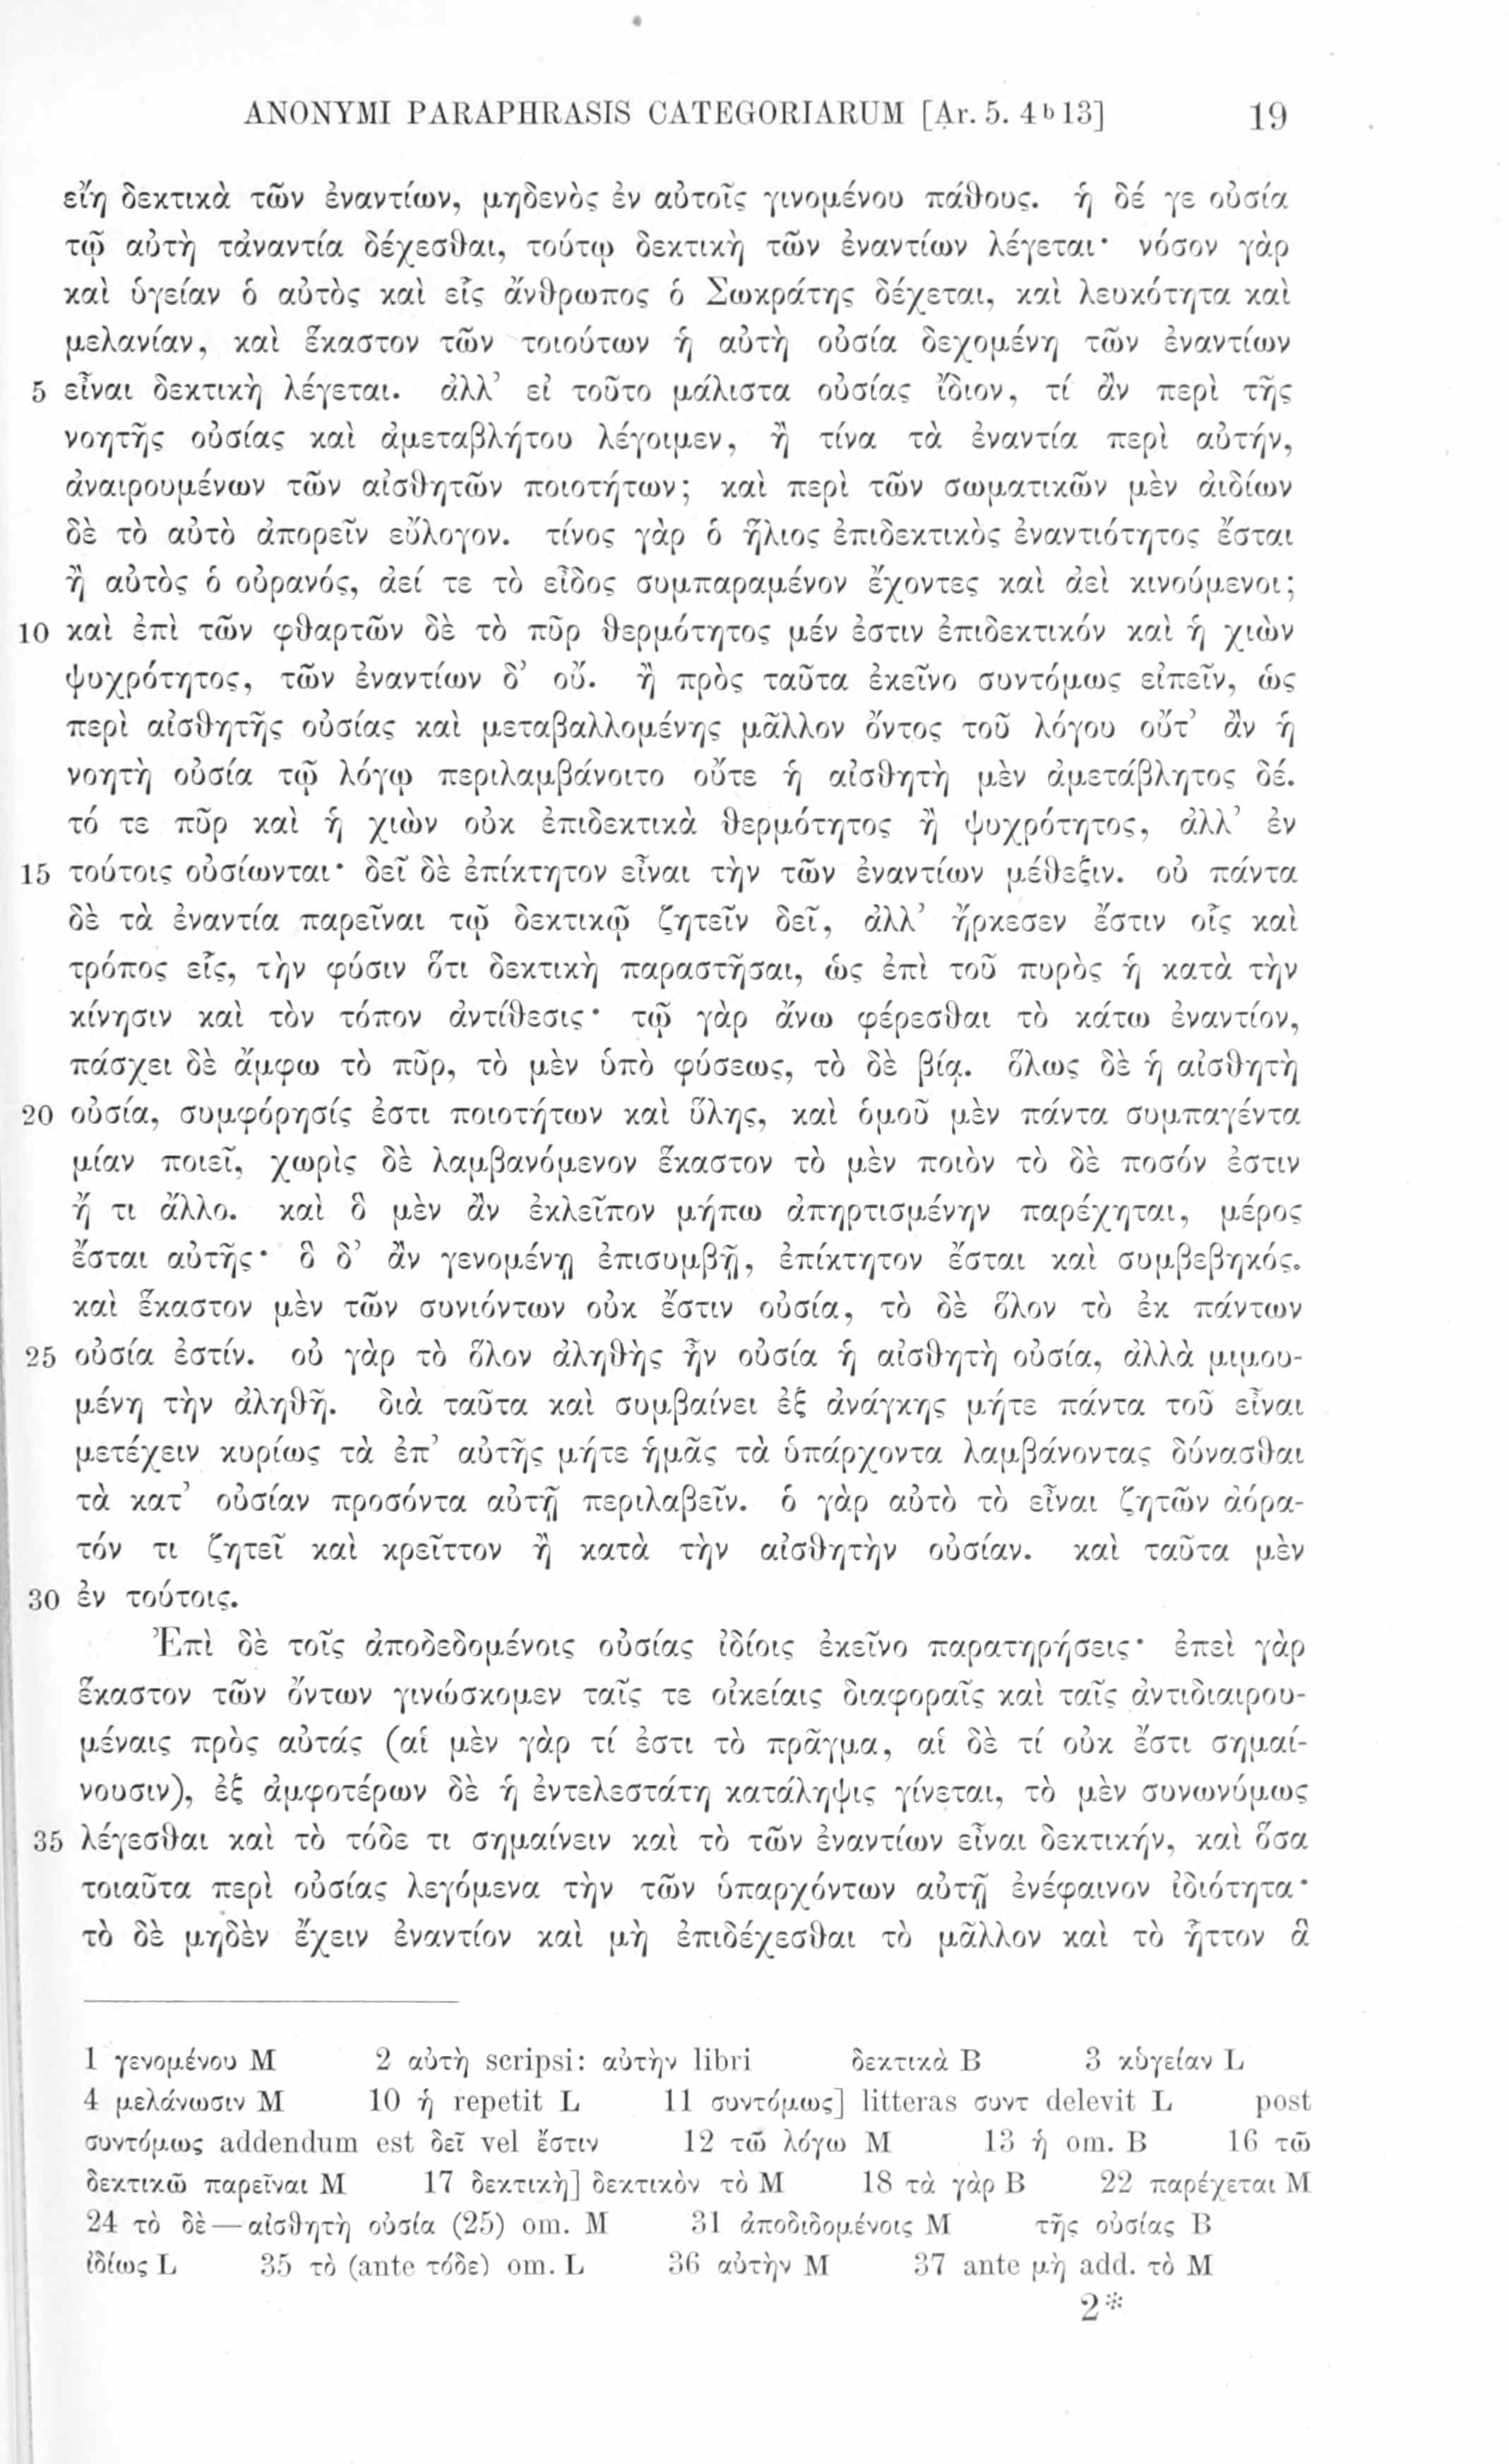 ANONYMI PARAPHRASIS CATEGORIARUM [Ar. 5. 4 b 13] 19
εἴη δεκτικὰ τῶν ἐναντίων, μηδενὸς ἐν αὐτοῖς γινομένου πάθους. ἡ δέ γε οὐσία
τῷ αὐτὴ τἀναντία δέχεσθαι, τούτῳ δεκτικὴ τῶν ἐναντίων λέγεται· νόσον γὰρ
καὶ ὑγείαν ὁ αὐτὸς καὶ εἷς ἄνθρωπος ὁ Σωκράτης δέχεται, καὶ λευκότητα καὶ
μελανίαν, καὶ ἕκαστον τῶν τοιούτων ἡ αὐτὴ οὐσία δεχομένη τῶν ἐναντίων
5 εἶναι δεκτικὴ λέγεται. ἀλλ' εἰ τοῦτο μάλιστα οὐσίας ἴδιον, τί ἂν περὶ τῆς
νοητῆς οὐσίας καὶ ἀμεταβλήτου λέγοιμεν, ἢ τίνα τὰ ἐναντία περὶ αὐτήν,
ἀναιρουμένων τῶν αἰσθητῶν ποιοτήτων; καὶ περὶ τῶν σωματικῶν μὲν ἀιδίων
δὲ τὸ αὐτὸ ἀπορεῖν εὔλογον. τίνος γὰρ ὁ ἥλιος ἐπιδεκτικὸς ἐναντιότητος ἔσται
ἢ αὐτὸς ὁ οὐρανός, ἀεί τε τὸ εἶδος συμπαραμένον ἔχοντες καὶ ἀεὶ κινούμενοι;
10 καὶ ἐπὶ τῶν φθαρτῶν δὲ τὸ πῦρ θερμότητος μέν ἐστιν ἐπιδεκτικόν καὶ ἡ χιὼν
ψυχρότητος, τῶν ἐναντίων δ' οὔ. ἢ πρὸς ταῦτα ἐκεῖνο συντόμως εἰπεῖν, ὡς
περὶ αἰσθητῆς οὐσίας καὶ μεταβαλλομένης μᾶλλον ὄντος τοῦ λόγου οὔτ' ἂν ἡ
νοητὴ οὐσία τῷ λόγῳ περιλαμβάνοιτο οὔτε ἡ αἰσθητὴ μὲν ἀμετάβλητος δέ.
τό τε πῦρ καὶ ἡ χιὼν οὐκ ἐπιδεκτικὰ θερμότητος ἢ ψυχρότητος, ἀλλ' ἐν
15 τούτοις οὐσίωνται· δεῖ δὲ ἐπίκτητον εἶναι τὴν τῶν ἐναντίων μέθεξιν. οὐ πάντα
δὲ τὰ ἐναντία παρεῖναι τῷ δεκτικῷ ζητεῖν δεῖ, ἀλλ' ἤρκεσεν ἔστιν οἷς καὶ
τρόπος εἷς, τὴν φύσιν ὅτι δεκτικὴ παραστῆσαι, ὡς ἐπὶ τοῦ πυρὸς ἡ κατὰ τὴν
κίνησιν καὶ τὸν τόπον ἀντίθεσις· τῷ γὰρ ἄνω φέρεσθαι τὸ κάτω ἐναντίον,
πάσχει δὲ ἄμφω τὸ πῦρ, τὸ μὲν ὑπὸ φύσεως, τὸ δὲ βίᾳ. ὅλως δὲ ἡ αἰσθητὴ
20 οὐσία, συμφόρησίς ἐστι ποιοτήτων καὶ ὕλης, καὶ ὁμοῦ μὲν πάντα συμπαγέντα
μίαν ποιεῖ, χωρὶς δὲ λαμβανόμενον ἕκαστον τὸ μὲν ποιὸν τὸ δὲ ποσόν ἐστιν
ἤ τι ἄλλο. καὶ ὃ μὲν ἂν ἐκλεῖπον μήπω ἀπηρτισμένην παρέχηται, μέρος
ἔσται αὐτῆς· ὃ δ' ἂν γενομένῃ ἐπισυμβῇ, ἐπίκτητον ἔσται καὶ συμβεβηκός.
καὶ ἕκαστον μὲν τῶν συνιόντων οὐκ ἔστιν οὐσία, τὸ δὲ ὅλον τὸ ἐκ πάντων
25 οὐσία ἐστίν. οὐ γὰρ τὸ ὅλον ἀληθὴς ἦν οὐσία ἡ αἰσθητὴ οὐσία, ἀλλὰ μιμου-
μένη τὴν ἀληθῆ. διὰ ταῦτα καὶ συμβαίνει ἐξ ἀνάγκης μήτε πάντα τοῦ εἶναι
μετέχειν κυρίως τὰ ἐπ' αὐτῆς μήτε ἡμᾶς τὰ ὑπάρχοντα λαμβάνοντας δύνασθαι
τὰ κατ' οὐσίαν προσόντα αὐτῇ περιλαβεῖν. ὁ γὰρ αὐτὸ τὸ εἶναι ζητῶν ἀόρα-
τόν τι ζητεῖ καὶ κρεῖττον ἢ κατὰ τὴν αἰσθητὴν οὐσίαν. καὶ ταῦτα μὲν
30 ἐν τούτοις.
Ἐπὶ δὲ τοῖς ἀποδεδομένοις οὐσίας ἰδίοις ἐκεῖνο παρατηρήσεις· ἐπεὶ γὰρ
ἕκαστον τῶν ὄντων γινώσκομεν ταῖς τε οἰκείαις διαφοραῖς καὶ ταῖς ἀντιδιαιρου-
μέναις πρὸς αὐτάς (αἱ μὲν γὰρ τί ἐστι τὸ πρᾶγμα, αἱ δὲ τί οὐκ ἔστι σημαί-
νουσιν), ἐξ ἀμφοτέρων δὲ ἡ ἐντελεστάτη κατάληψις γίνεται, τὸ μὲν συνωνύμως
35 λέγεσθαι καὶ τὸ τόδε τι σημαίνειν καὶ τὸ τῶν ἐναντίων εἶναι δεκτικήν, καὶ ὅσα
τοιαῦτα περὶ οὐσίας λεγόμενα τὴν τῶν ὑπαρχόντων αὐτῇ ἐνέφαινον ἰδιότητα·
τὸ δὲ μηδὲν ἔχειν ἐναντίον καὶ μὴ ἐπιδέχεσθαι τὸ μᾶλλον καὶ τὸ ἧττον ἃ
1 γενομένου M 2 αὐτὴ scripsi: αὐτὴν libri δεκτικὰ B 3 χὑγείαν L
4 μελάνωσιν M 10 ἡ repetit L 11 συντόμως] litteras συντ delevit L post
συντόμως addendum est δεῖ vel ἔστιν 12 τῶ λόγω M 13 ἡ om. B 16 τῶ
δεκτικῶ παρεῖναι M 17 δεκτικὴ] δεκτικὸν τὸ M 18 τὰ γὰρ B 22 παρέχεται M
24 τὸ δὲ — αἰσθητὴ οὐσία (25) om. M 31 ἀποδιδομένοις M τῆς οὐσίας B
ἰδίως L 35 τὸ (ante τόδε) om. L 36 αὐτὴν M 37 ante μὴ add. τὸ M
2*